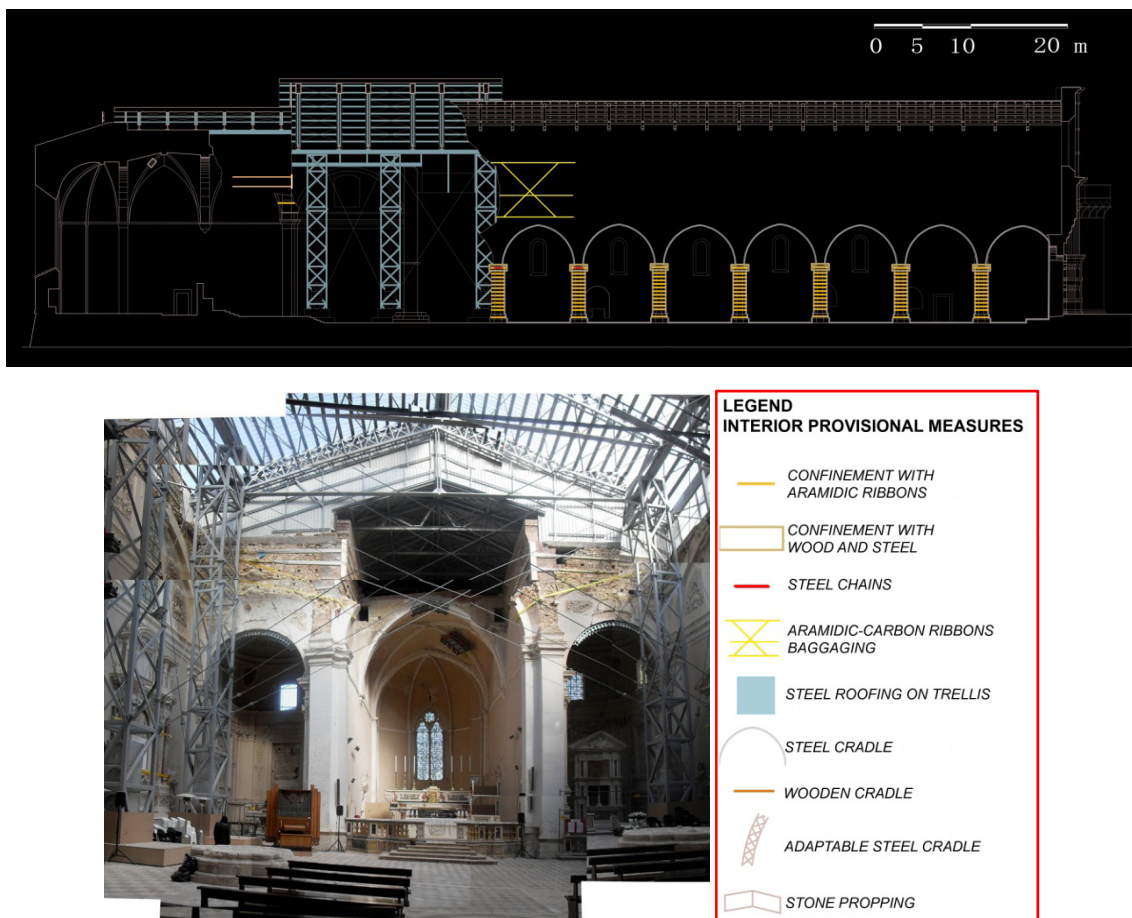 0 5 10 20 m
LEGEND
INTERIOR PROVISIONAL MEASURES
CONFINEMENT WITH
ARAMIDIC RIBBONS
CONFINEMENT WITH
WOOD AND STEEL
STEEL CHAINS
ARAMIDIC-CARBON RIBBONS
BAGGAGING
STEEL ROOFING ON TRELLIS
STEEL CRADLE
WOODEN CRADLE
ADAPTABLE STEEL CRADLE
STONE PROPPING